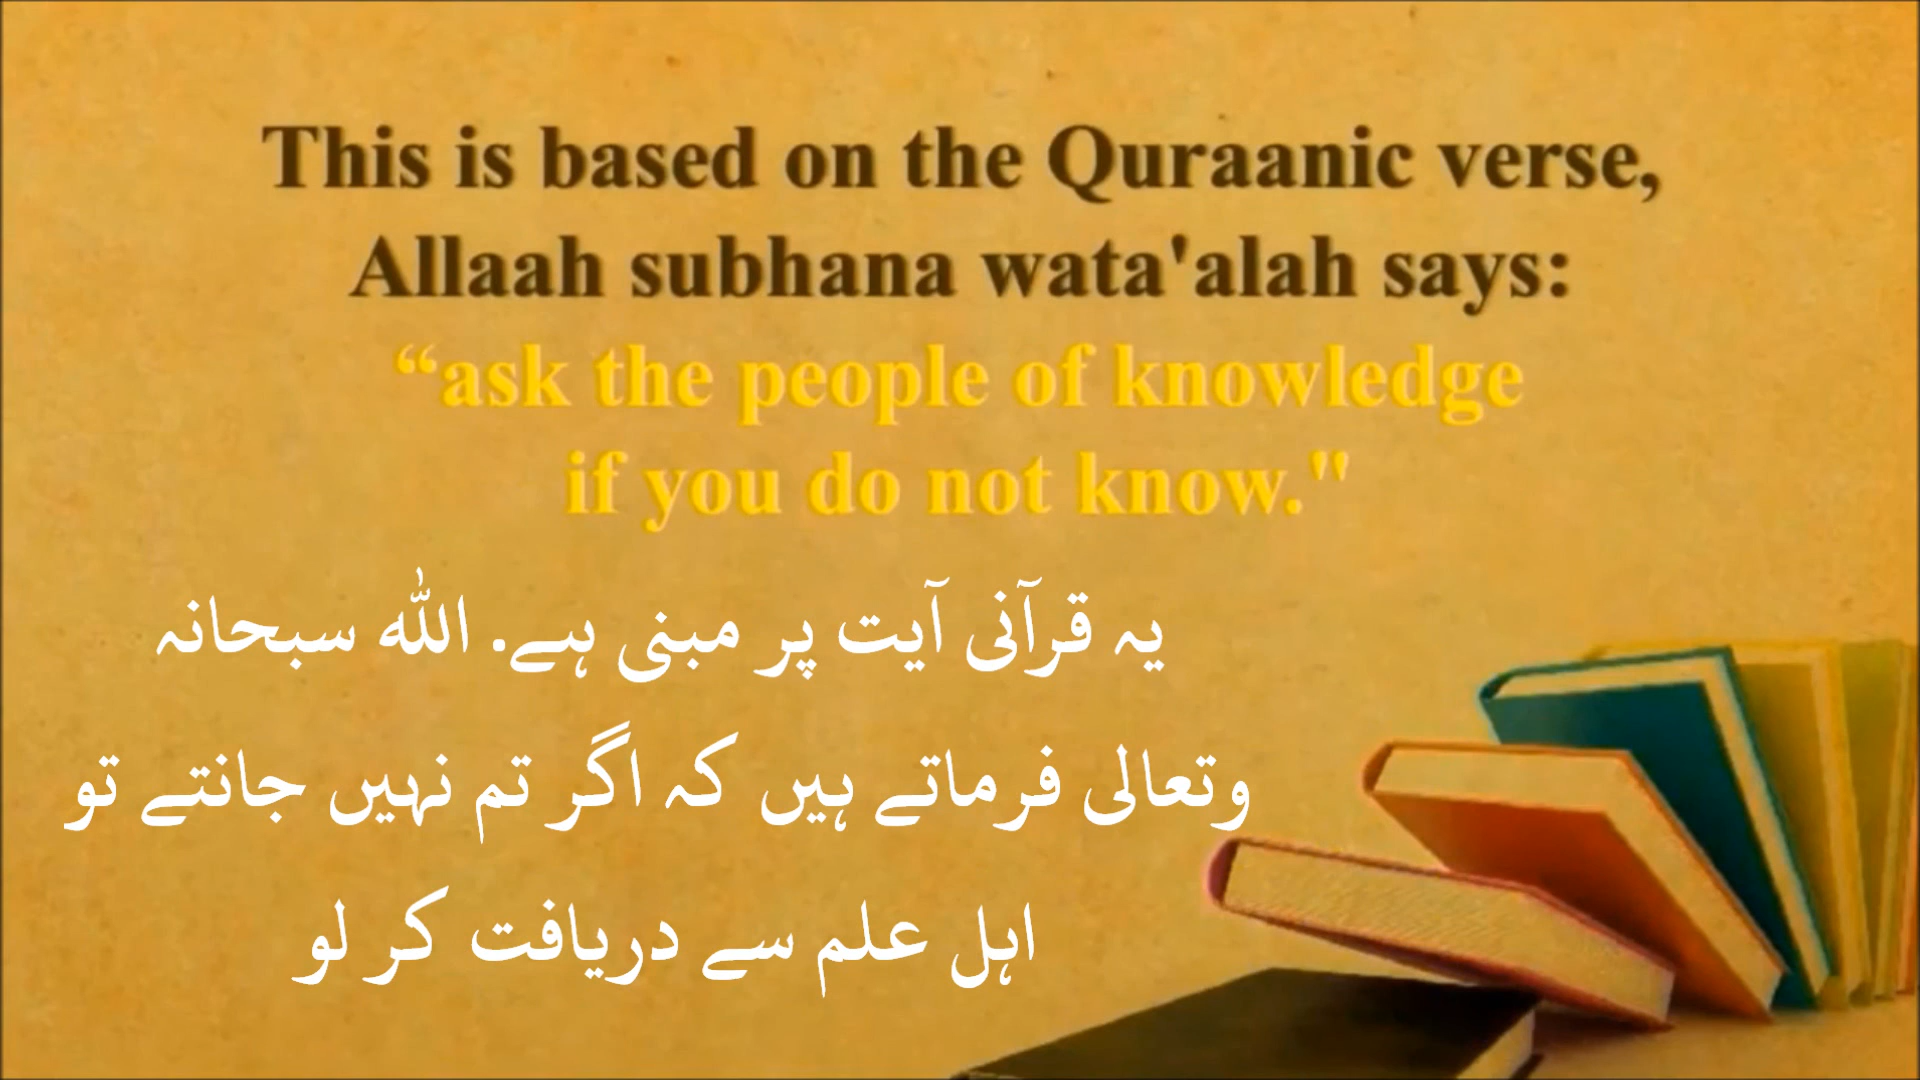 This is based on the Quraanic verse,
Allaah subhana wata'alah says:
“ask the people of knowledge
if you do not know."
یہ قرآنی آیت پر مبنی ہے. اللہ سبحانہ
وتعالی فرماتے ہیں کہ اگر تم نہیں جانتے تو
اہل علم سے دریافت کر لو